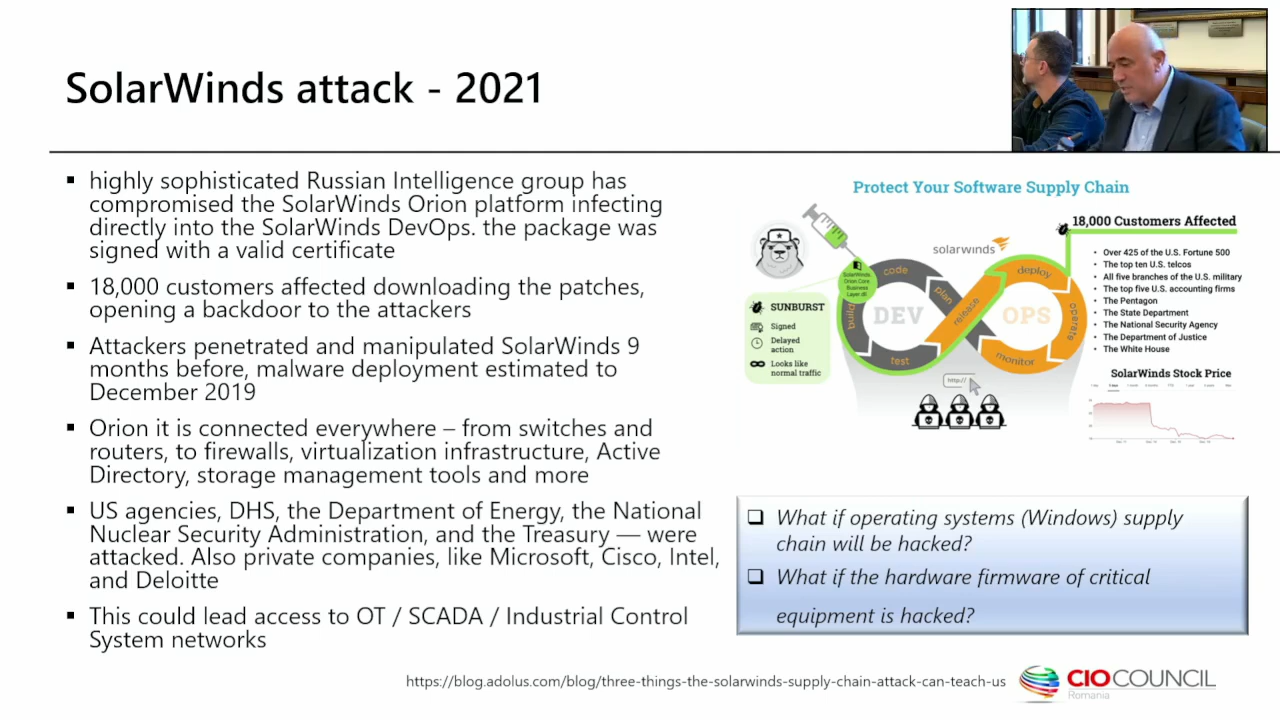 SolarWinds attack - 2021
▪ highly sophisticated Russian Intelligence group has
compromised the SolarWinds Orion platform infecting
directly into the SolarWinds DevOps. the package was
signed with a valid certificate
▪ 18,000 customers affected downloading the patches,
opening a backdoor to the attackers
▪ Attackers penetrated and manipulated SolarWinds 9
months before, malware deployment estimated to
December 2019
▪ Orion it is connected everywhere – from switches and
routers, to firewalls, virtualization infrastructure, Active
Directory, storage management tools and more
▪ US agencies, DHS, the Department of Energy, the National
Nuclear Security Administration, and the Treasury — were
attacked. Also private companies, like Microsoft, Cisco, Intel,
and Deloitte
▪ This could lead access to OT / SCADA / Industrial Control
System networks
Protect Your Software Supply Chain
solarwinds
SolarWinds
Orion Core
Business
Layer dll
SUNBURST
Signed
Delayed
action
Looks like
normal traffic
DEV
code
build
test
plan
release
OPS
deploy
operate
monitor
http://
18,000 Customers Affected
• Over 425 of the U.S. Fortune 500
• The top ten U.S. telcos
• All five branches of the U.S. military
• The top five U.S. accounting firms
• The Pentagon
• The State Department
• The National Security Agency
• The Department of Justice
• The White House
SolarWinds Stock Price
❑ What if operating systems (Windows) supply
chain will be hacked?
❑ What if the hardware firmware of critical
equipment is hacked?
https://blog.adolus.com/blog/three-things-the-solarwinds-supply-chain-attack-can-teach-us
CIO COUNCIL
Romania